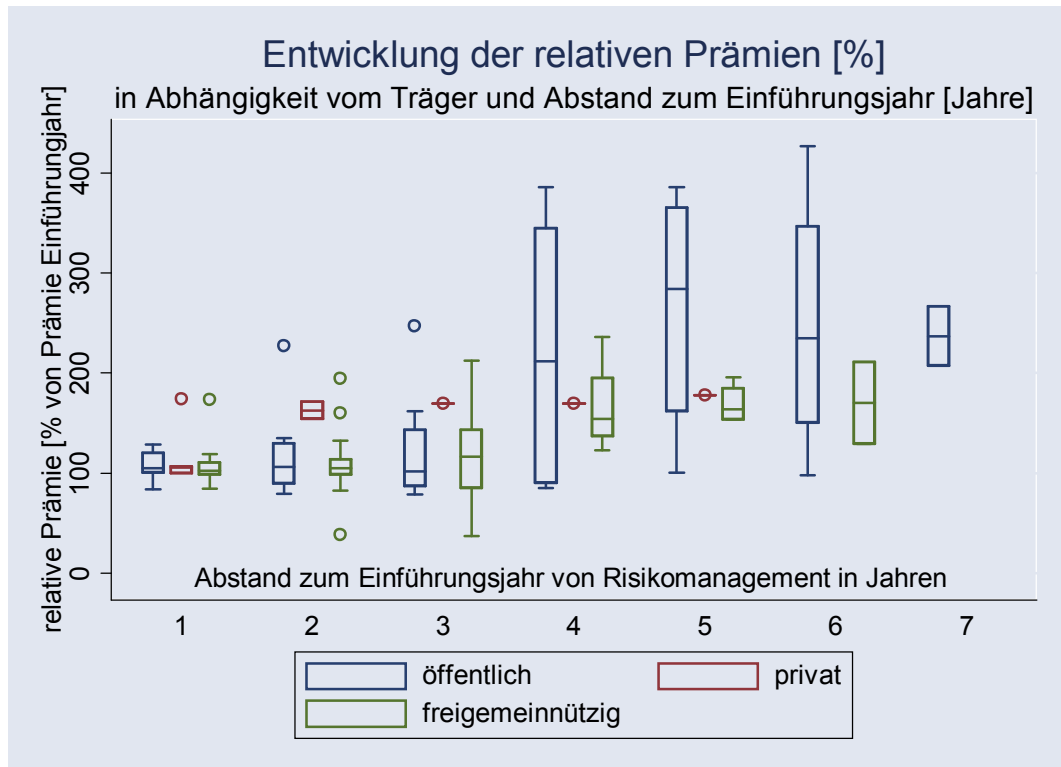 Entwicklung der relativen Prämien [%]
in Abhängigkeit vom Träger und Abstand zum Einführungsjahr [Jahre]
relative Prämie [% von Prämie Einführungjahr]
400
300
200
100
0
Abstand zum Einführungsjahr von Risikomanagement in Jahren
1 2 3 4 5 6 7
öffentlich privat
freigemeinnützig